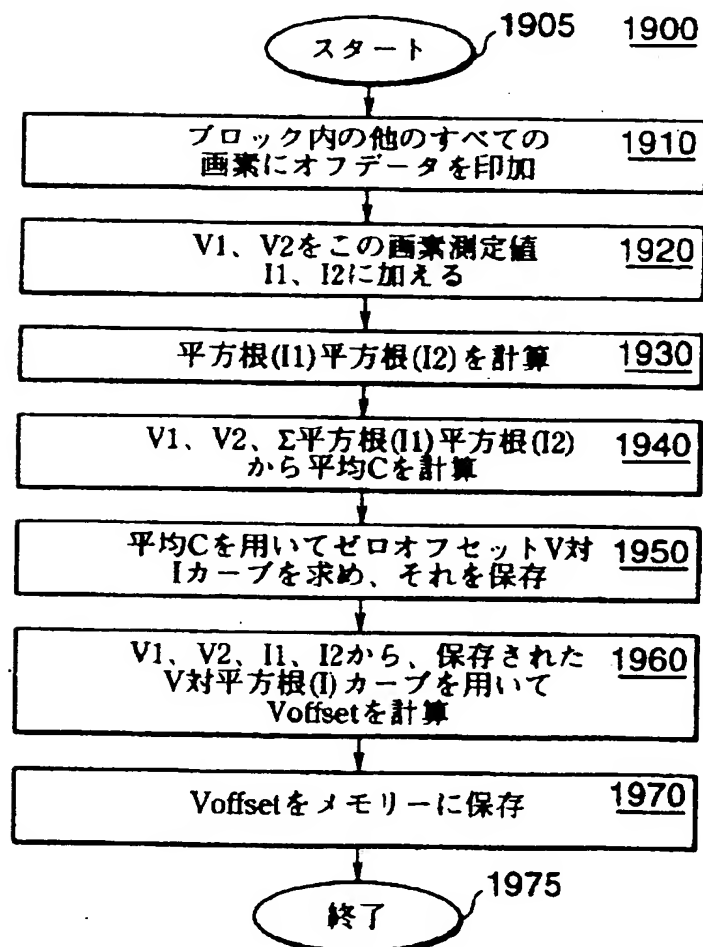 スタート
1905
1900
ブロック内の他のすべての
画素にオフデータを印加
1910
V1、V2をこの画素測定値
I1、I2に加える
1920
平方根(I1)平方根(I2)を計算
1930
V1、V2、Σ平方根(I1)平方根(I2)
から平均Cを計算
1940
平均Cを用いてゼロオフセットV対
Iカーブを求め、それを保存
1950
V1、V2、I1、I2から、保存された
V対平方根(I)カーブを用いて
Voffsetを計算
1960
Voffsetをメモリーに保存
1970
終了
1975